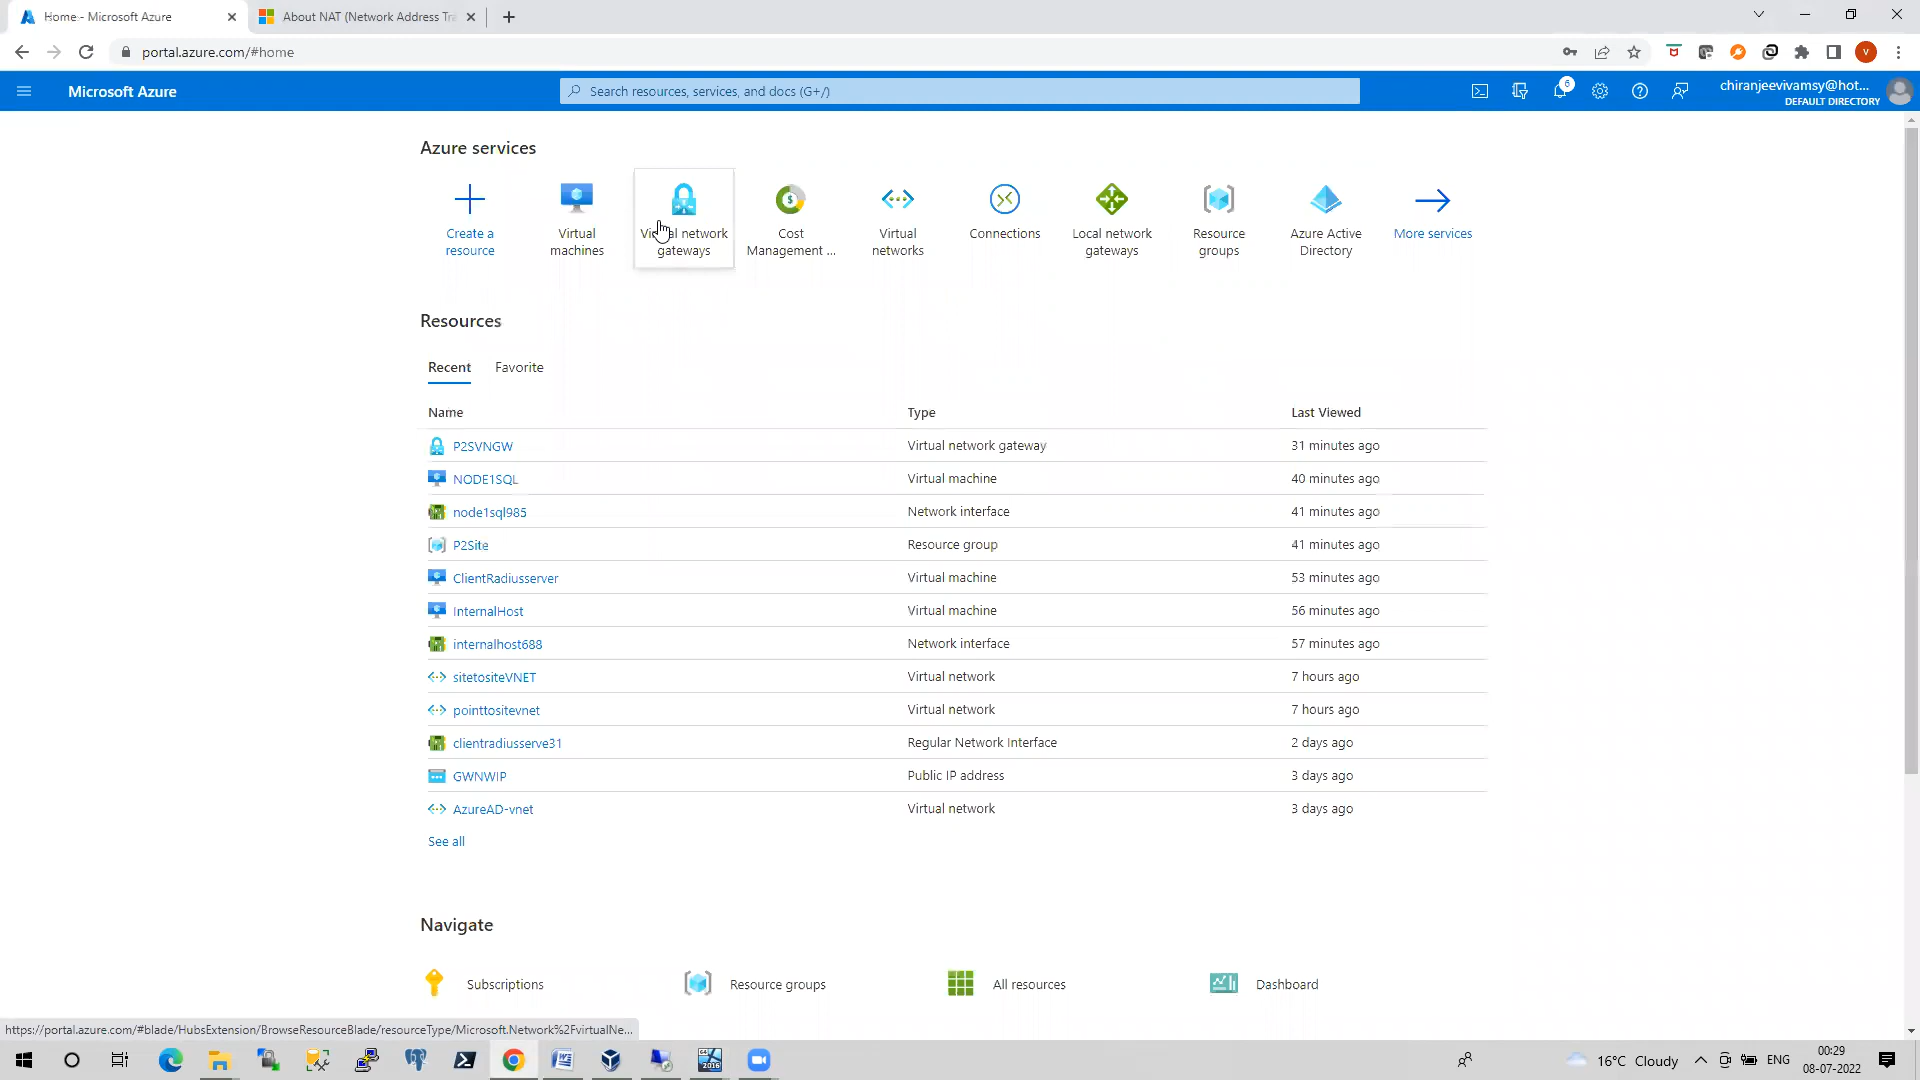 Home - Microsoft Azure
About NAT (Network Address Tra
portal.azure.com/#home
V
Microsoft Azure
Search resources, services, and docs (G+/)
6
chiranjeevivamsy@hot...
DEFAULT DIRECTORY
Azure services
Create a resource
Virtual machines
network gateways
Cost Management ...
Virtual networks
Connections
Local network gateways
Resource groups
Azure Active Directory
More services
Resources
Recent Favorite
Name Type Last Viewed
P2SVNGW Virtual network gateway 31 minutes ago
NODE1SQL Virtual machine 40 minutes ago
node1sql985 Network interface 41 minutes ago
P2Site Resource group 41 minutes ago
ClientRadiusserver Virtual machine 53 minutes ago
InternalHost Virtual machine 56 minutes ago
internalhost688 Network interface 57 minutes ago
sitetositeVNET Virtual network 7 hours ago
pointtositevnet Virtual network 7 hours ago
clientradiusserve31 Regular Network Interface 2 days ago
GWNWIP Public IP address 3 days ago
AzureAD-vnet Virtual network 3 days ago
See all
Navigate
Subscriptions Resource groups All resources Dashboard
https://portal.azure.com/#blade/HubsExtension/BrowseResourceBlade/resourceType/Microsoft.Network%2FvirtualNe...
2016
16°C Cloudy
ENG
00:29
08-07-2022